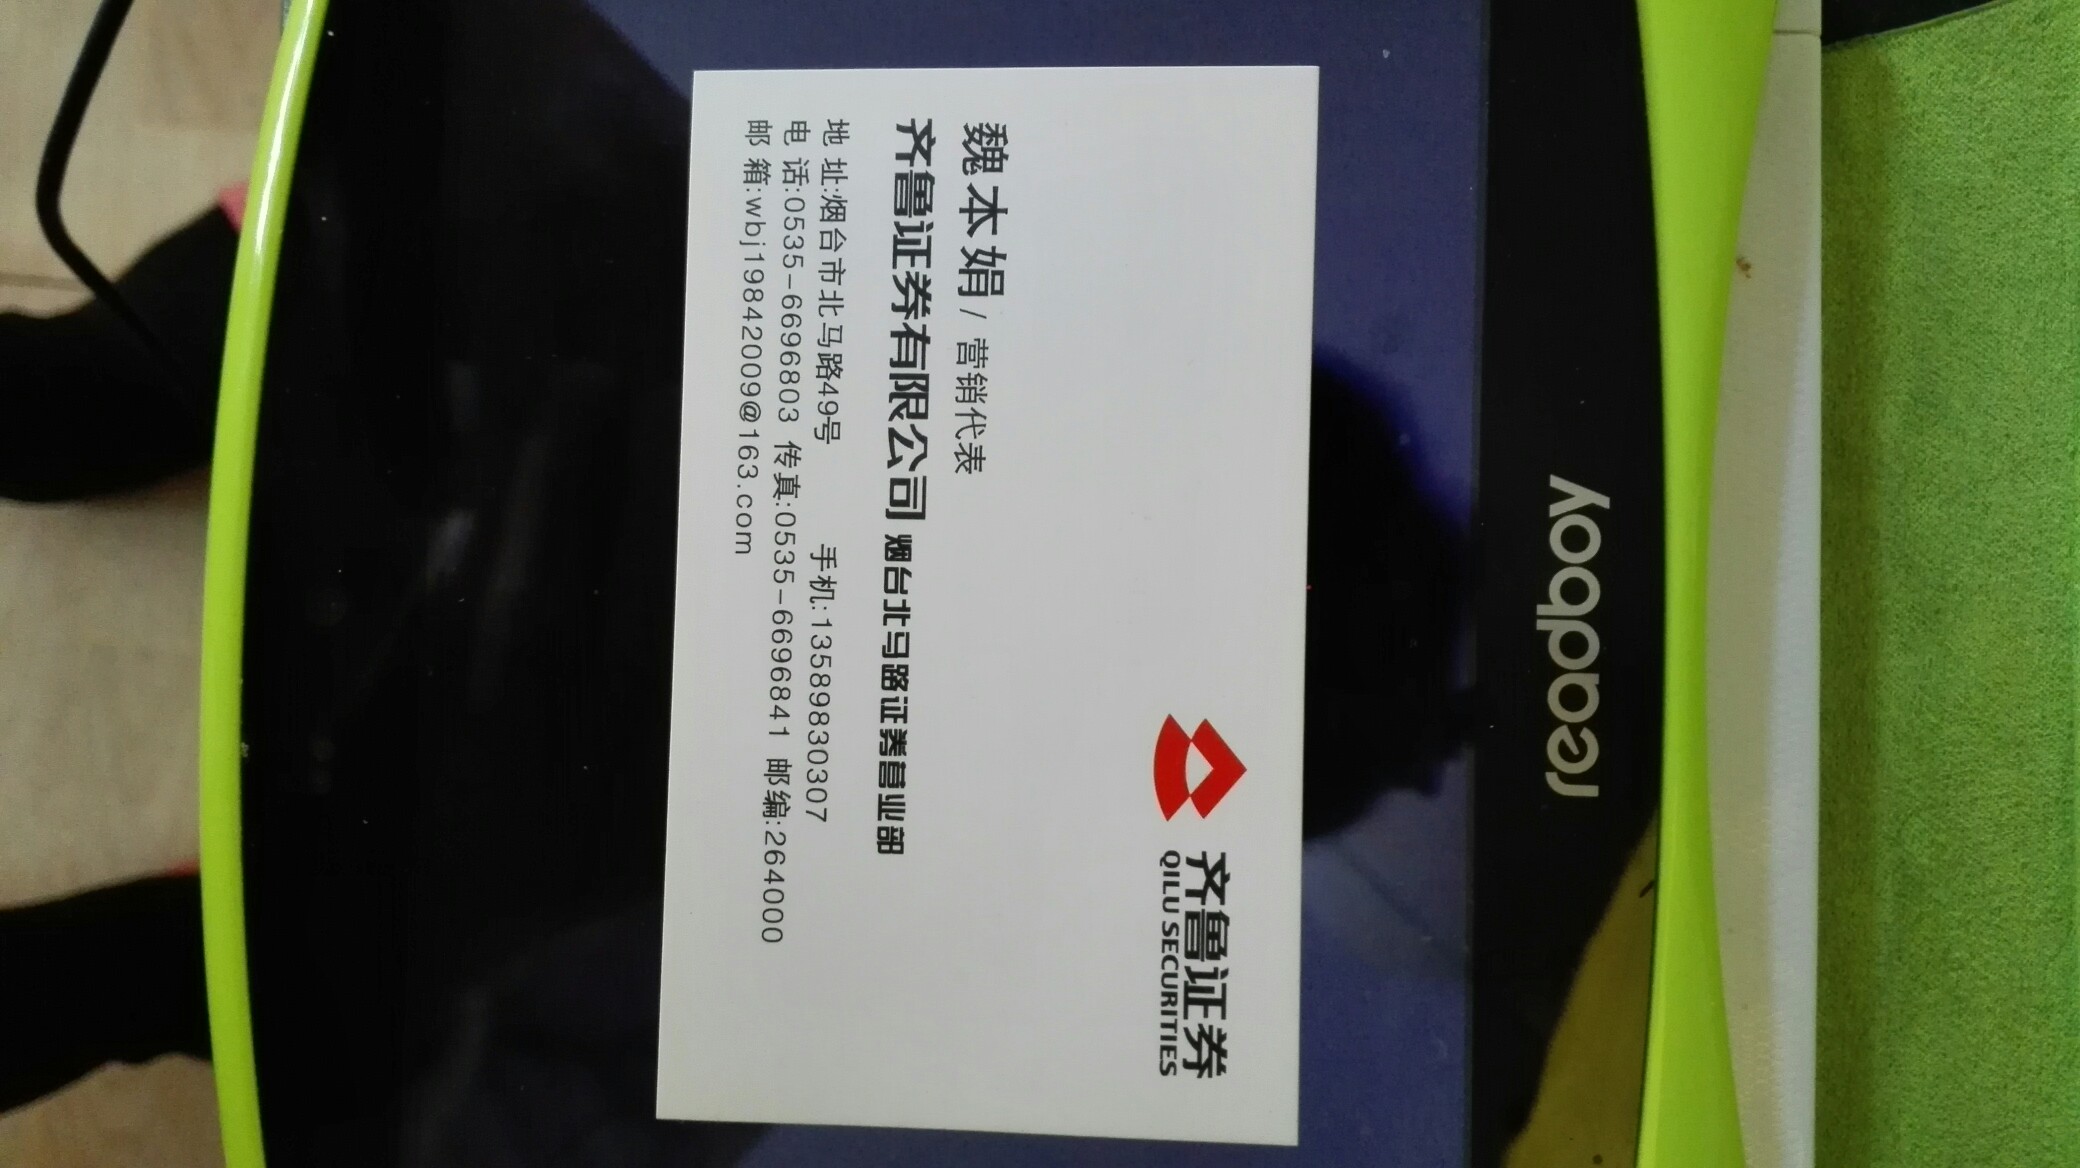 齐鲁证券
QILU SECURITIES
魏本娟 / 营销代表
齐鲁证券有限公司 烟台北马路证券营业部
地 址:烟台市北马路49号 手机:13589830307
电 话:0535-6696803 传真:0535-6696841 邮编:264000
邮 箱:wbj19842009@163.com
readboy